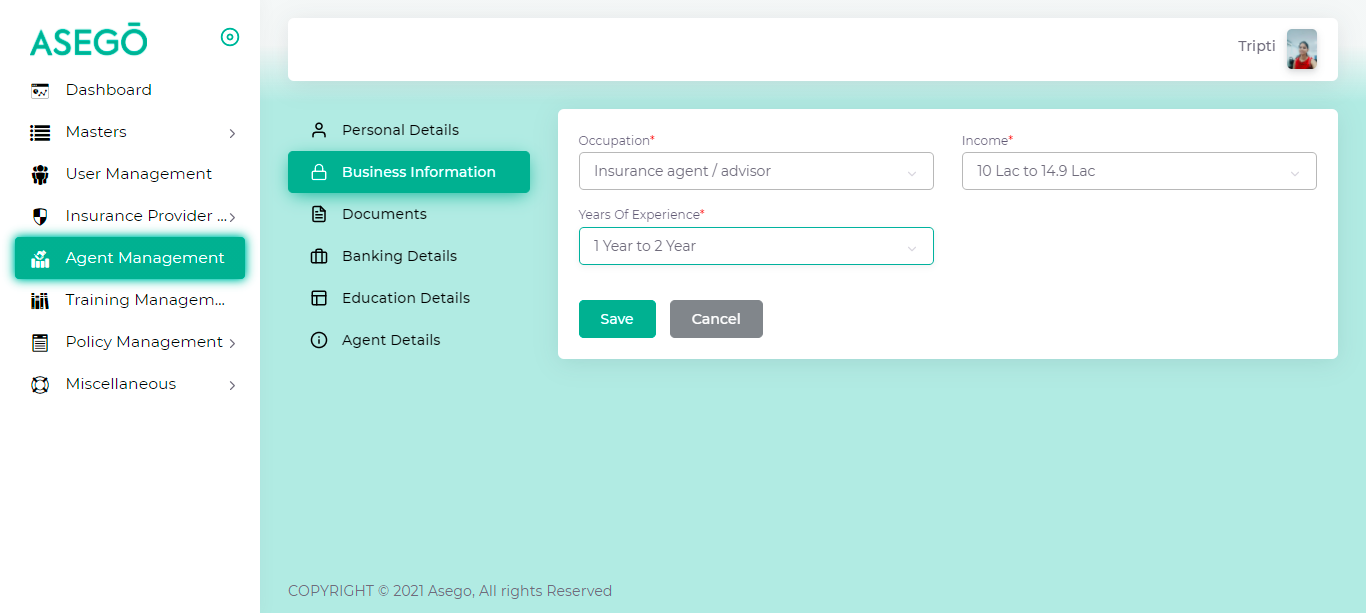 ASEGŌ
Dashboard
Masters
User Management
Insurance Provider ...
Agent Management
Training Managem...
Policy Management
Miscellaneous
Tripti
Personal Details
Business Information
Documents
Banking Details
Education Details
Agent Details
Occupation* Income*
Insurance agent / advisor 10 Lac to 14.9 Lac
Years Of Experience*
1 Year to 2 Year
Save Cancel
COPYRIGHT © 2021 Asego, All rights Reserved